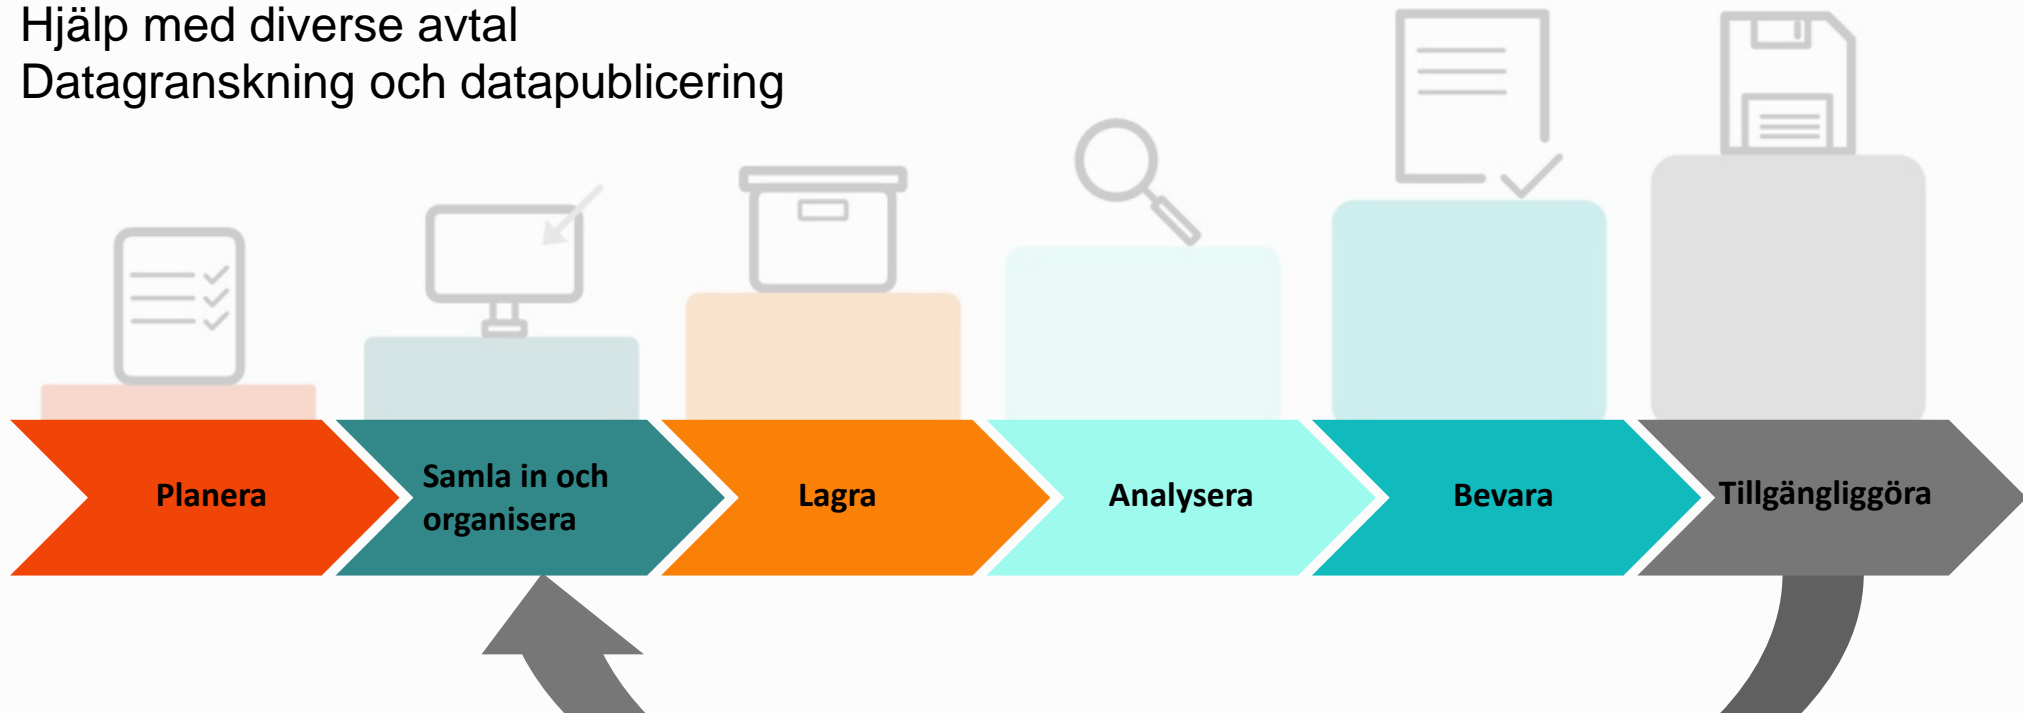 Hjälp med diverse avtal
Datagranskning och datapublicering
Planera
Samla in och
organisera
Lagra
Analysera
Bevara
Tillgängliggöra